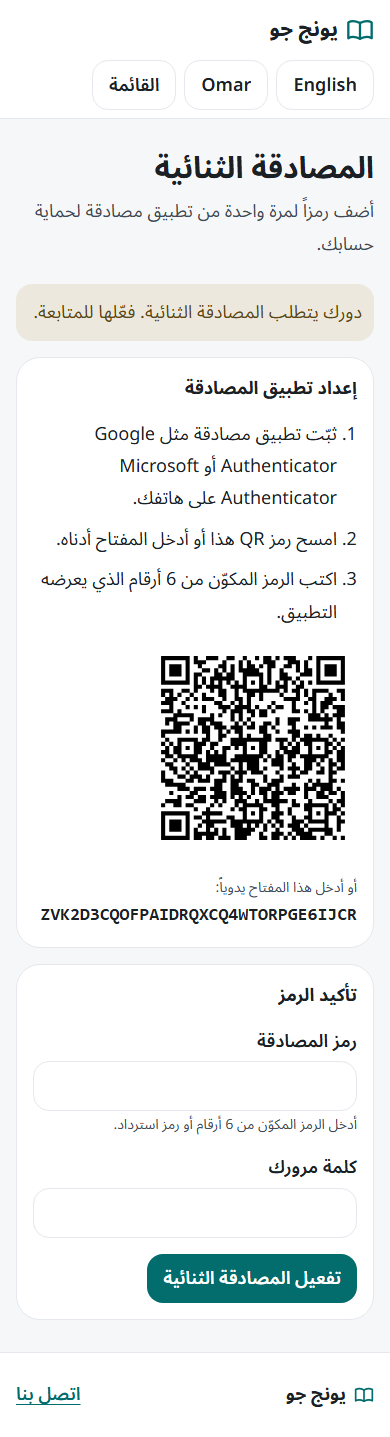 يونج جو
English
Omar
القائمة
المصادقة الثنائية
أضف رمزاً لمرة واحدة من تطبيق مصادقة لحماية
حسابك.
دورك يتطلب المصادقة الثنائية. فعّلها للمتابعة.
إعداد تطبيق المصادقة
1. ثبّت تطبيق مصادقة مثل Google
Authenticator أو Microsoft
Authenticator على هاتفك.
2. امسح رمز QR هذا أو أدخل المفتاح أدناه.
3. اكتب الرمز المكوّن من 6 أرقام الذي يعرضه
التطبيق.
أو أدخل هذا المفتاح يدوياً:
ZVK2D3CQOFPAIDRQXCQ4WTORPGE6IJCR
تأكيد الرمز
رمز المصادقة
أدخل الرمز المكوّن من 6 أرقام أو رمز استرداد.
كلمة مرورك
تفعيل المصادقة الثنائية
يونج جو
اتصل بنا